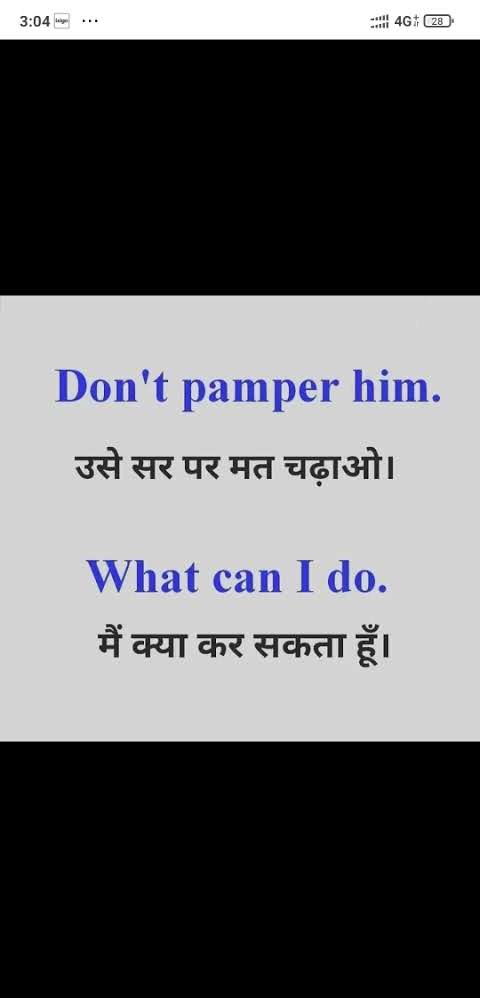 3:04 ... 4G+ 28
Don't pamper him.
उसे सर पर मत चढ़ाओ।
What can I do.
मैं क्या कर सकता हूँ।